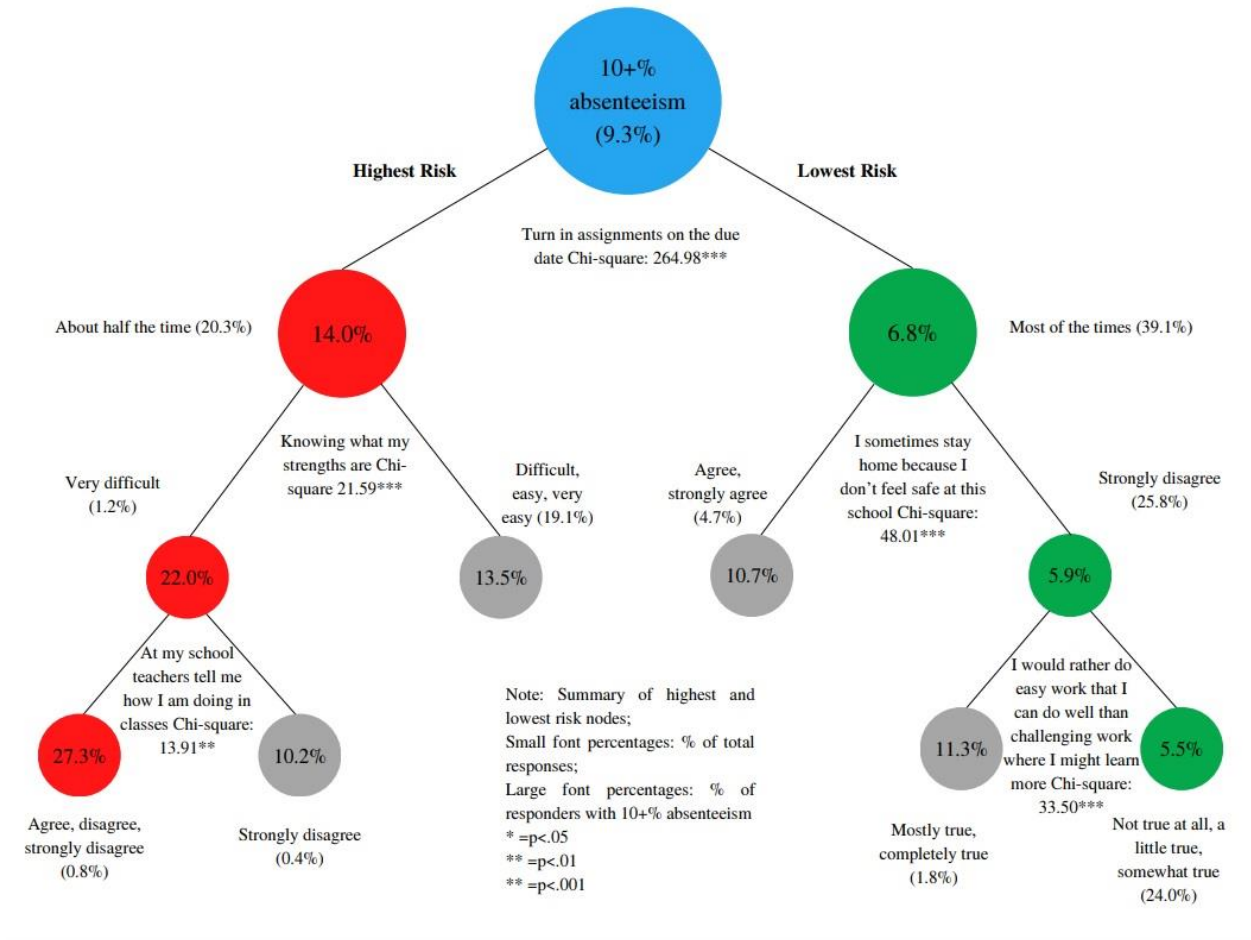 10+%
absenteeism
(9.3%)
Highest Risk
Lowest Risk
Turn in assignments on the due
date Chi-square: 264.98***
About half the time (20.3%)
14.0%
6.8%
Most of the times (39.1%)
Knowing what my
strengths are Chi-
square 21.59***
I sometimes stay
home because I
don't feel safe at this
school Chi-square:
48.01***
Very difficult
(1.2%)
Difficult,
easy, very
easy (19.1%)
Agree,
strongly agree
(4.7%)
Strongly disagree
(25.8%)
22.0%
13.5%
10.7%
5.9%
At my school
teachers tell me
how I am doing in
classes Chi-square:
13.91**
I would rather do
easy work that I
can do well than
challenging work
where I might learn
more Chi-square:
33.50***
27.3%
10.2%
11.3%
5.5%
Agree, disagree,
strongly disagree
(0.8%)
Strongly disagree
(0.4%)
Mostly true,
completely true
(1.8%)
Not true at all, a
little true,
somewhat true
(24.0%)
Note: Summary of highest and
lowest risk nodes;
Small font percentages: % of total
responses;
Large font percentages: % of
responders with 10+% absenteeism
* =p<.05
** =p<.01
** =p<.001